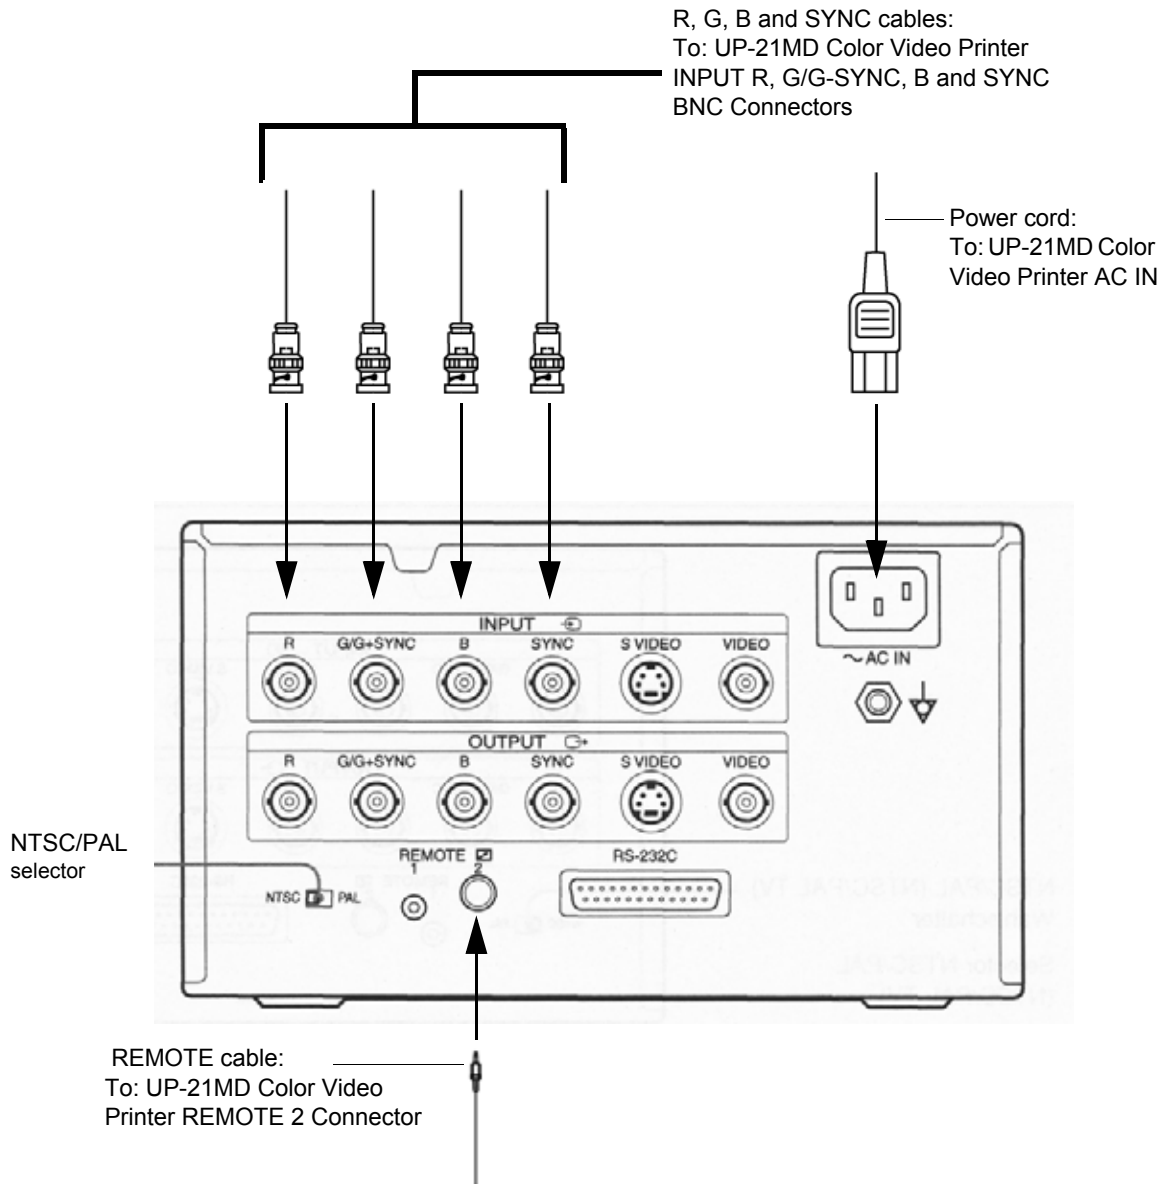 R, G, B and SYNC cables:
To: UP-21MD Color Video Printer
INPUT R, G/G-SYNC, B and SYNC
BNC Connectors
Power cord:
To: UP-21MD Color
Video Printer AC IN
INPUT
R G/G+SYNC B SYNC S VIDEO VIDEO
~ AC IN
OUTPUT
R G/G+SYNC B SYNC S VIDEO VIDEO
NTSC/PAL
selector
REMOTE
1 2
RS-232C
NTSC PAL
REMOTE cable:
To: UP-21MD Color Video
Printer REMOTE 2 Connector